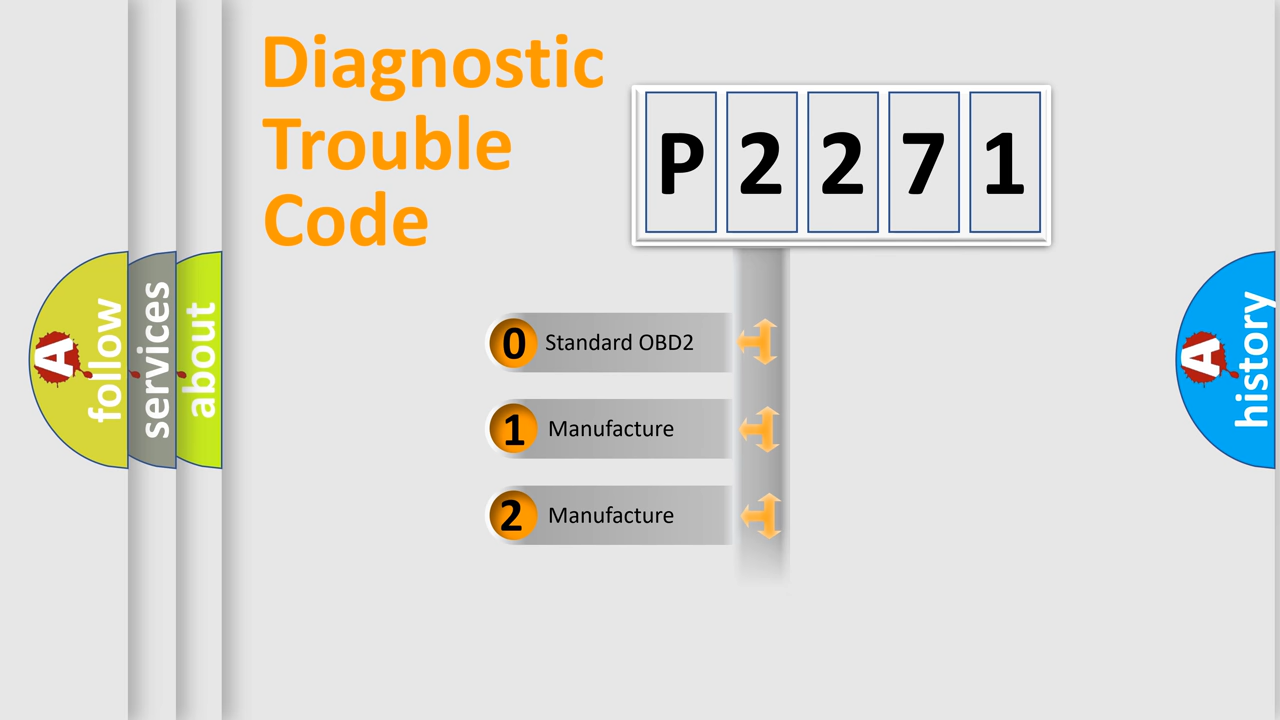 Diagnostic
Trouble
Code
P 2 2 7 1
0 Standard OBD2
1 Manufacture
2 Manufacture
A follow
services
about
A history